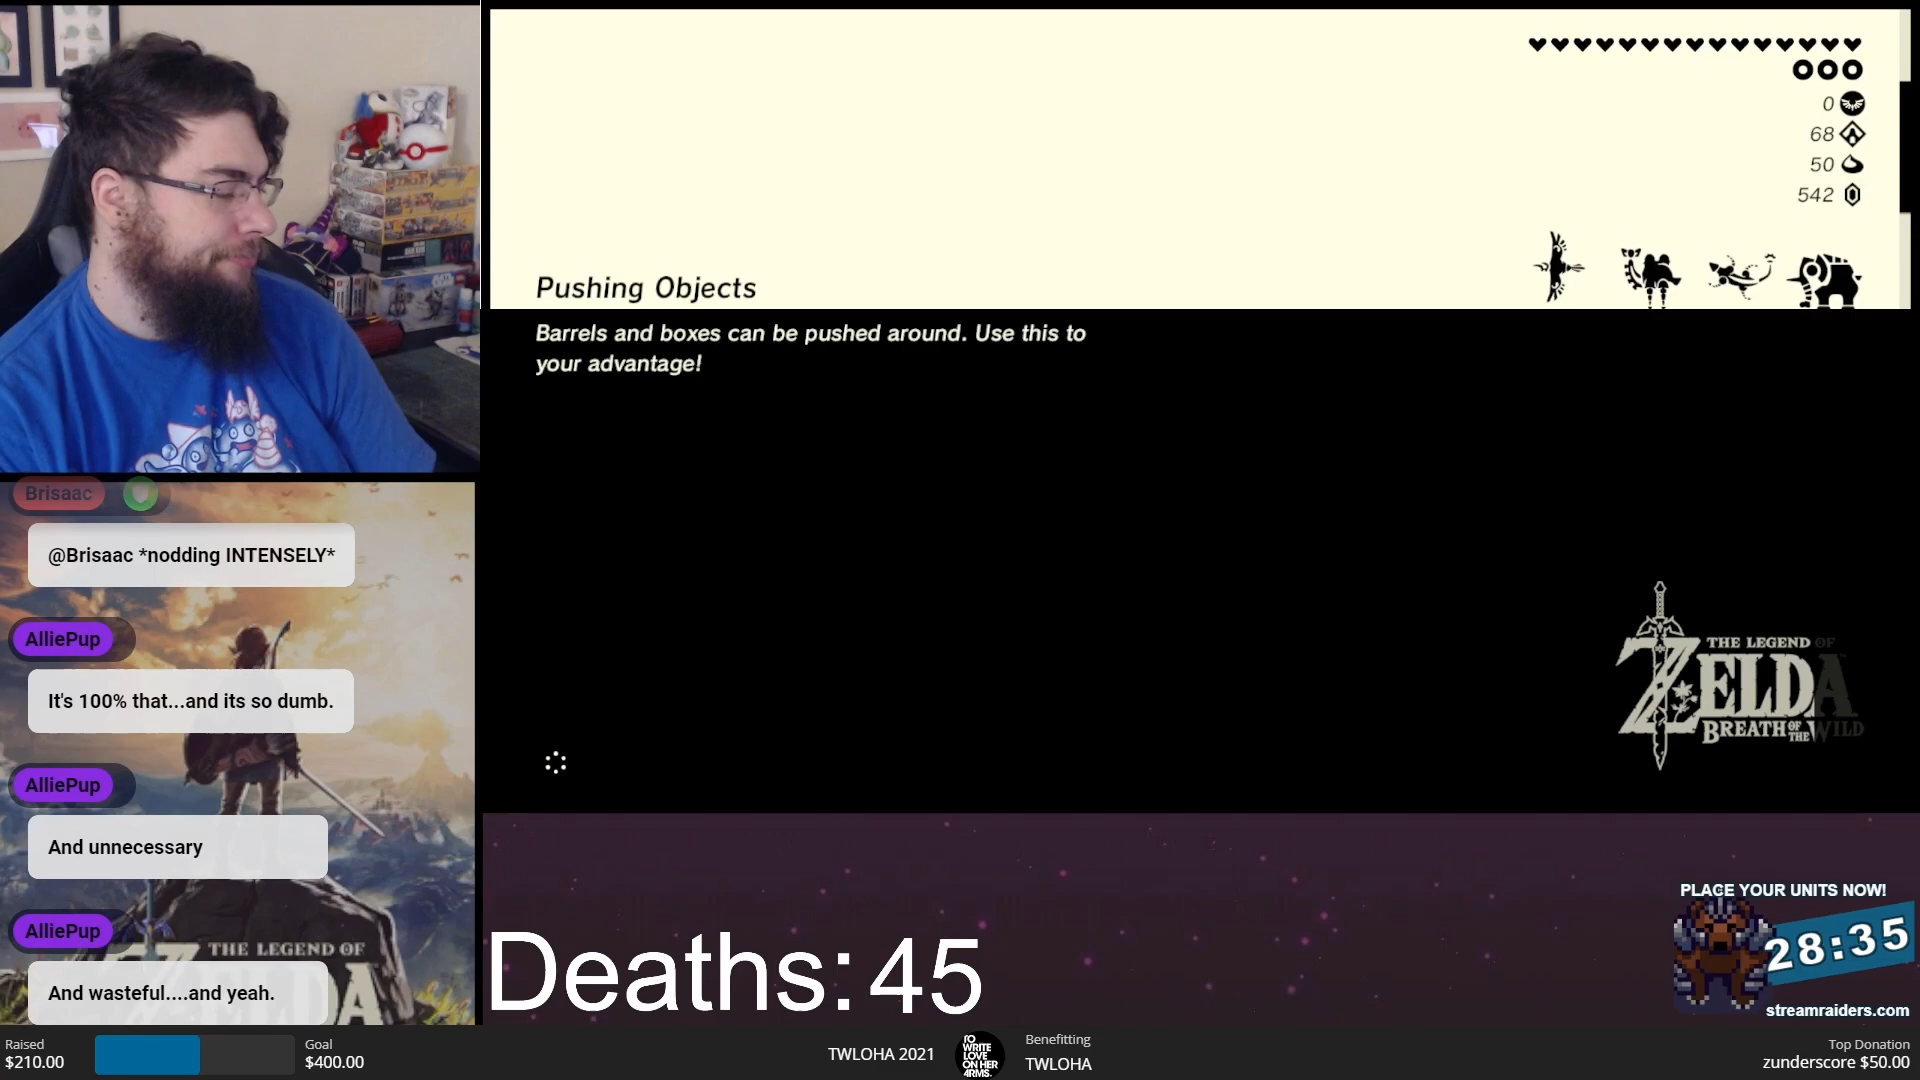 0
68
50
542
Pushing Objects
Barrels and boxes can be pushed around. Use this to
your advantage!
Brisaac
@Brisaac *nodding INTENSELY*
AlliePup
It's 100% that...and its so dumb.
AlliePup
And unnecessary
AlliePup
And wasteful....and yeah.
THE LEGEND OF
ZELDA
THE LEGEND OF
ZELDA
BREATH OF THE WILD
Deaths: 45
PLACE YOUR UNITS NOW!
28:35
streamraiders.com
Raised
$210.00
Goal
$400.00
TWLOHA 2021
TO
WRITE
LOVE
ON HER
ARMS.
Benefitting
TWLOHA
Top Donation
zunderscore $50.00